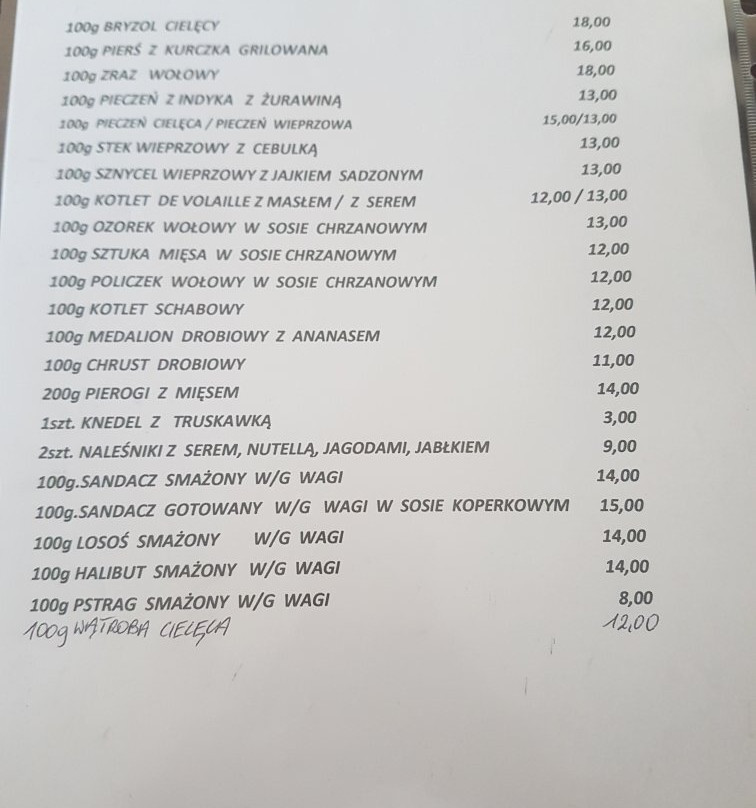 100g BRYZOL CIELĘCY 18,00
100g PIERŚ Z KURCZKA GRILOWANA 16,00
100g ZRAZ WOŁOWY 18,00
100g PIECZEŃ Z INDYKA Z ŻURAWINĄ 13,00
100g PIECZEŃ CIELĘCA / PIECZEŃ WIEPRZOWA 15,00/13,00
100g STEK WIEPRZOWY Z CEBULKĄ 13,00
100g SZNYCEL WIEPRZOWY Z JAJKIEM SADZONYM 13,00
100g KOTLET DE VOLAILLE Z MASŁEM / Z SEREM 12,00 / 13,00
100g OZOREK WOŁOWY W SOSIE CHRZANOWYM 13,00
100g SZTUKA MIĘSA W SOSIE CHRZANOWYM 12,00
100g POLICZEK WOŁOWY W SOSIE CHRZANOWYM 12,00
100g KOTLET SCHABOWY 12,00
100g MEDALION DROBIOWY Z ANANASEM 12,00
100g CHRUST DROBIOWY 11,00
200g PIEROGI Z MIĘSEM 14,00
1szt. KNEDEL Z TRUSKAWKĄ 3,00
2szt. NALEŚNIKI Z SEREM, NUTELLĄ, JAGODAMI, JABŁKIEM 9,00
100g.SANDACZ SMAŻONY W/G WAGI 14,00
100g.SANDACZ GOTOWANY W/G WAGI W SOSIE KOPERKOWYM 15,00
100g LOSOŚ SMAŻONY W/G WAGI 14,00
100g HALIBUT SMAŻONY W/G WAGI 14,00
100g PSTRAG SMAŻONY W/G WAGI 8,00
100g WĄTROBA CIELĘCA 12,00